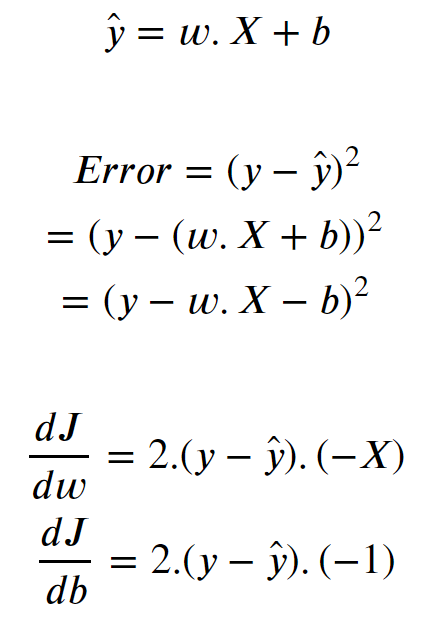 ŷ = w. X + b
Error = (y − ŷ)²
= (y − (w. X + b))²
= (y − w. X − b)²
dJ/dw = 2.(y − ŷ). (−X)
dJ/db = 2.(y − ŷ). (−1)